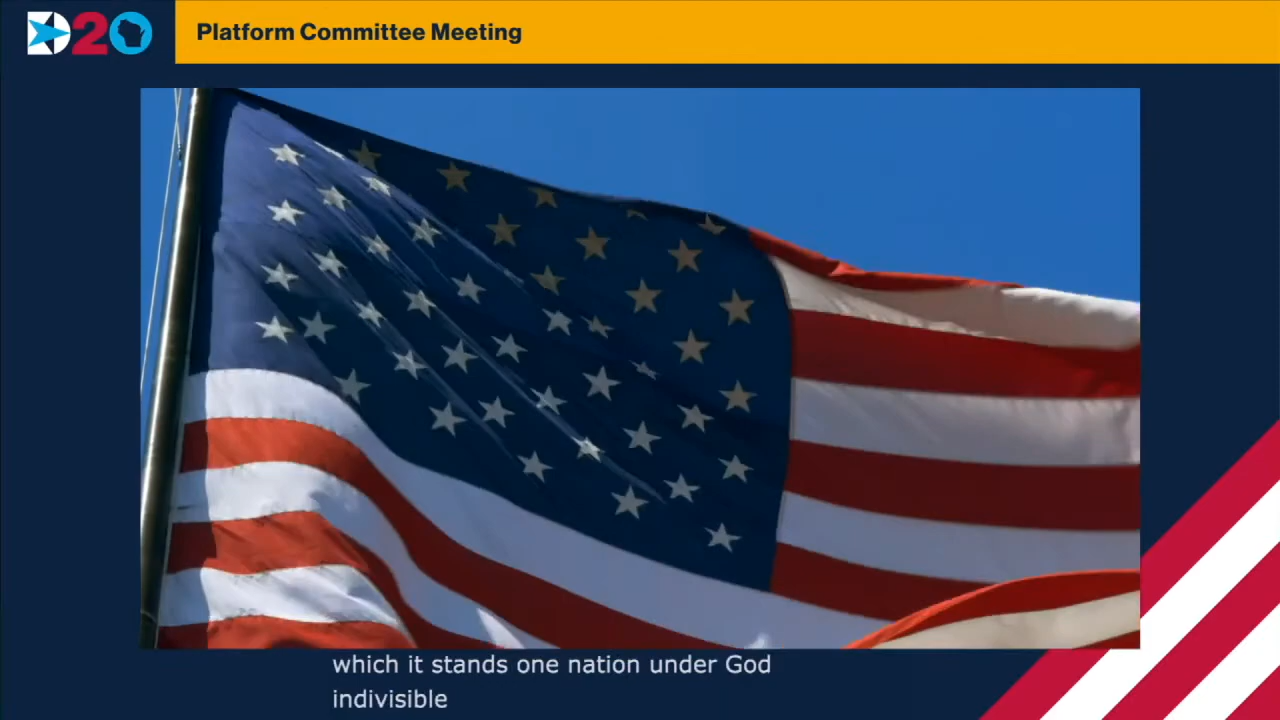 D20
Platform Committee Meeting
which it stands one nation under God
indivisible